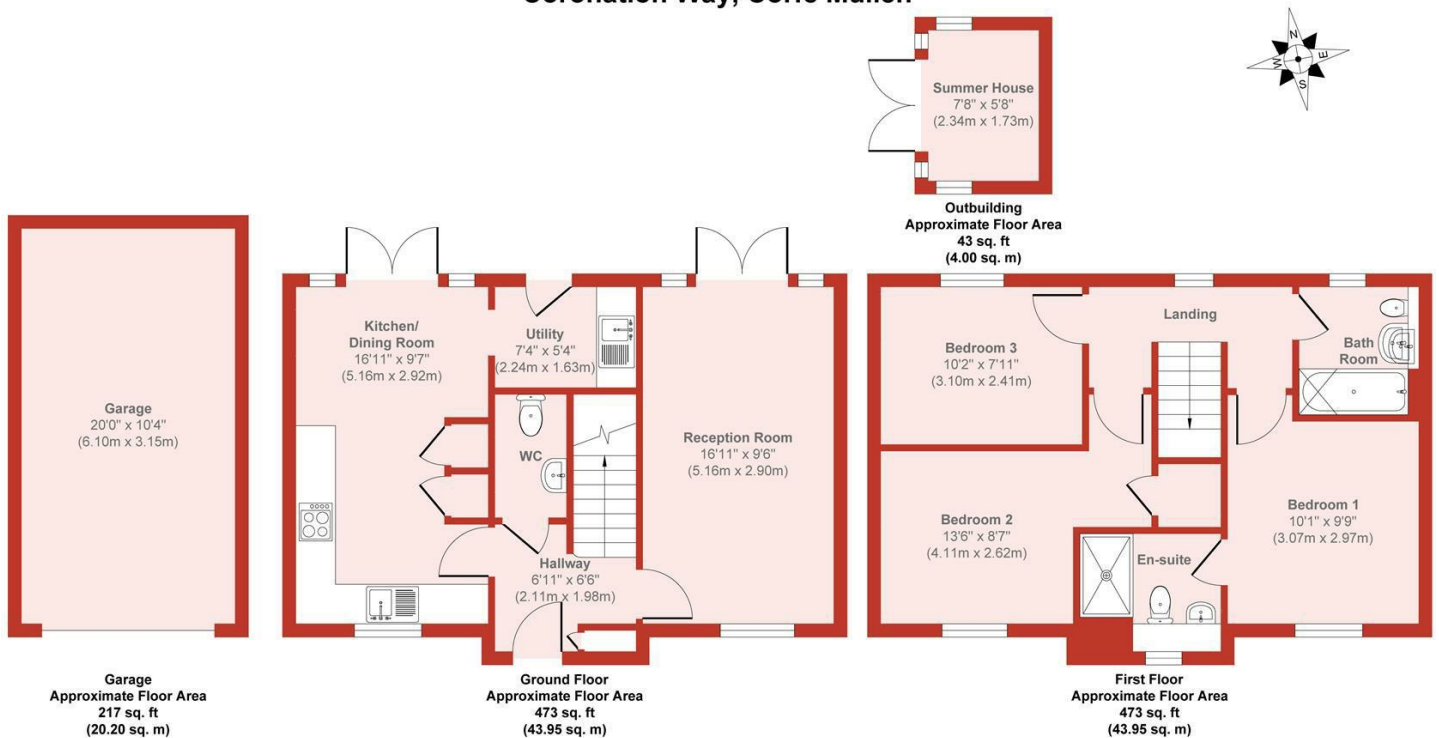 N
E
S
W
Summer House
7'8" x 5'8"
(2.34m x 1.73m)
Outbuilding
Approximate Floor Area
43 sq. ft
(4.00 sq. m)
Garage
20'0" x 10'4"
(6.10m x 3.15m)
Garage
Approximate Floor Area
217 sq. ft
(20.20 sq. m)
Kitchen/
Dining Room
16'11" x 9'7"
(5.16m x 2.92m)
Utility
7'4" x 5'4"
(2.24m x 1.63m)
WC
Reception Room
16'11" x 9'6"
(5.16m x 2.90m)
Hallway
6'11" x 6'6"
(2.11m x 1.98m)
Ground Floor
Approximate Floor Area
473 sq. ft
(43.95 sq. m)
Landing
Bedroom 3
10'2" x 7'11"
(3.10m x 2.41m)
Bath
Room
Bedroom 2
13'6" x 8'7"
(4.11m x 2.62m)
Bedroom 1
10'1" x 9'9"
(3.07m x 2.97m)
En-suite
First Floor
Approximate Floor Area
473 sq. ft
(43.95 sq. m)